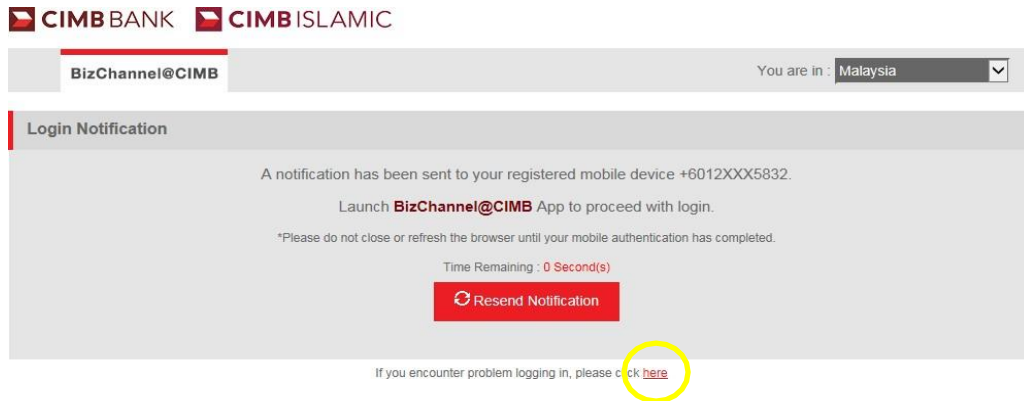 CIMB BANK CIMB ISLAMIC
BizChannel@CIMB You are in : Malaysia
Login Notification
A notification has been sent to your registered mobile device +6012XXX5832.
Launch BizChannel@CIMB App to proceed with login.
*Please do not close or refresh the browser until your mobile authentication has completed.
Time Remaining : 0 Second(s)
Resend Notification
If you encounter problem logging in, please click here